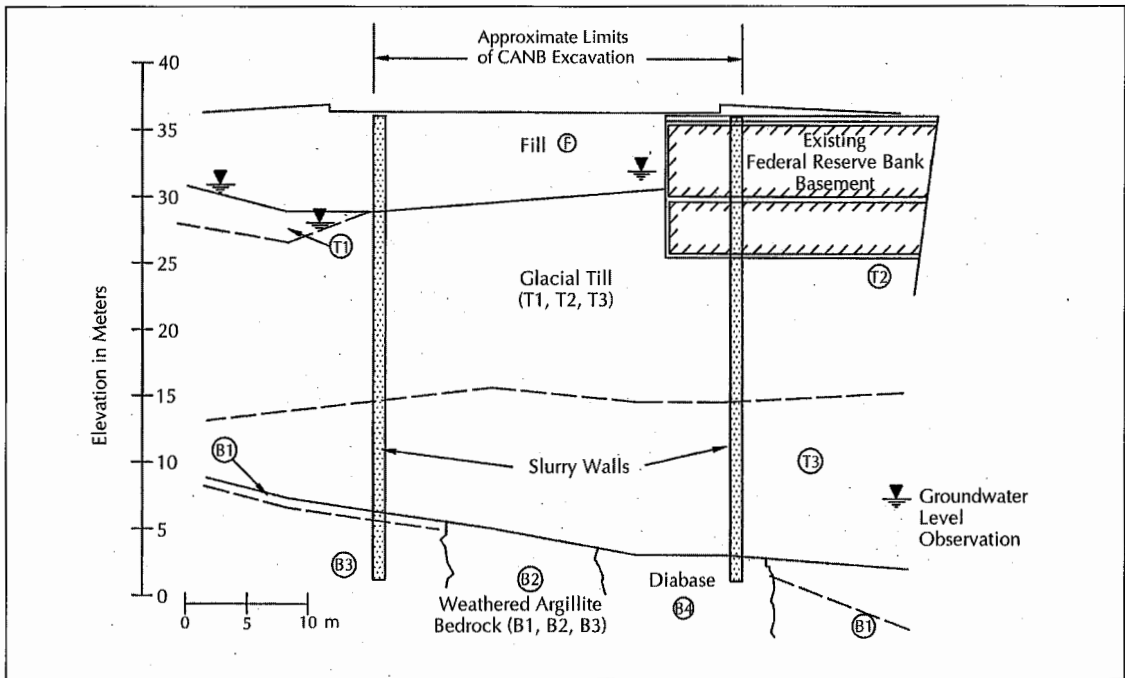 Approximate Limits
of CANB Excavation
40
35
30
25
20
15
10
5
0
Elevation in Meters
Fill F
Existing
Federal Reserve Bank
Basement
T1
T2
Glacial Till
(T1, T2, T3)
B1
Slurry Walls
T3
Groundwater
Level
Observation
B3
B2
Weathered Argillite
Bedrock (B1, B2, B3)
Diabase
B4
B1
0 5 10 m